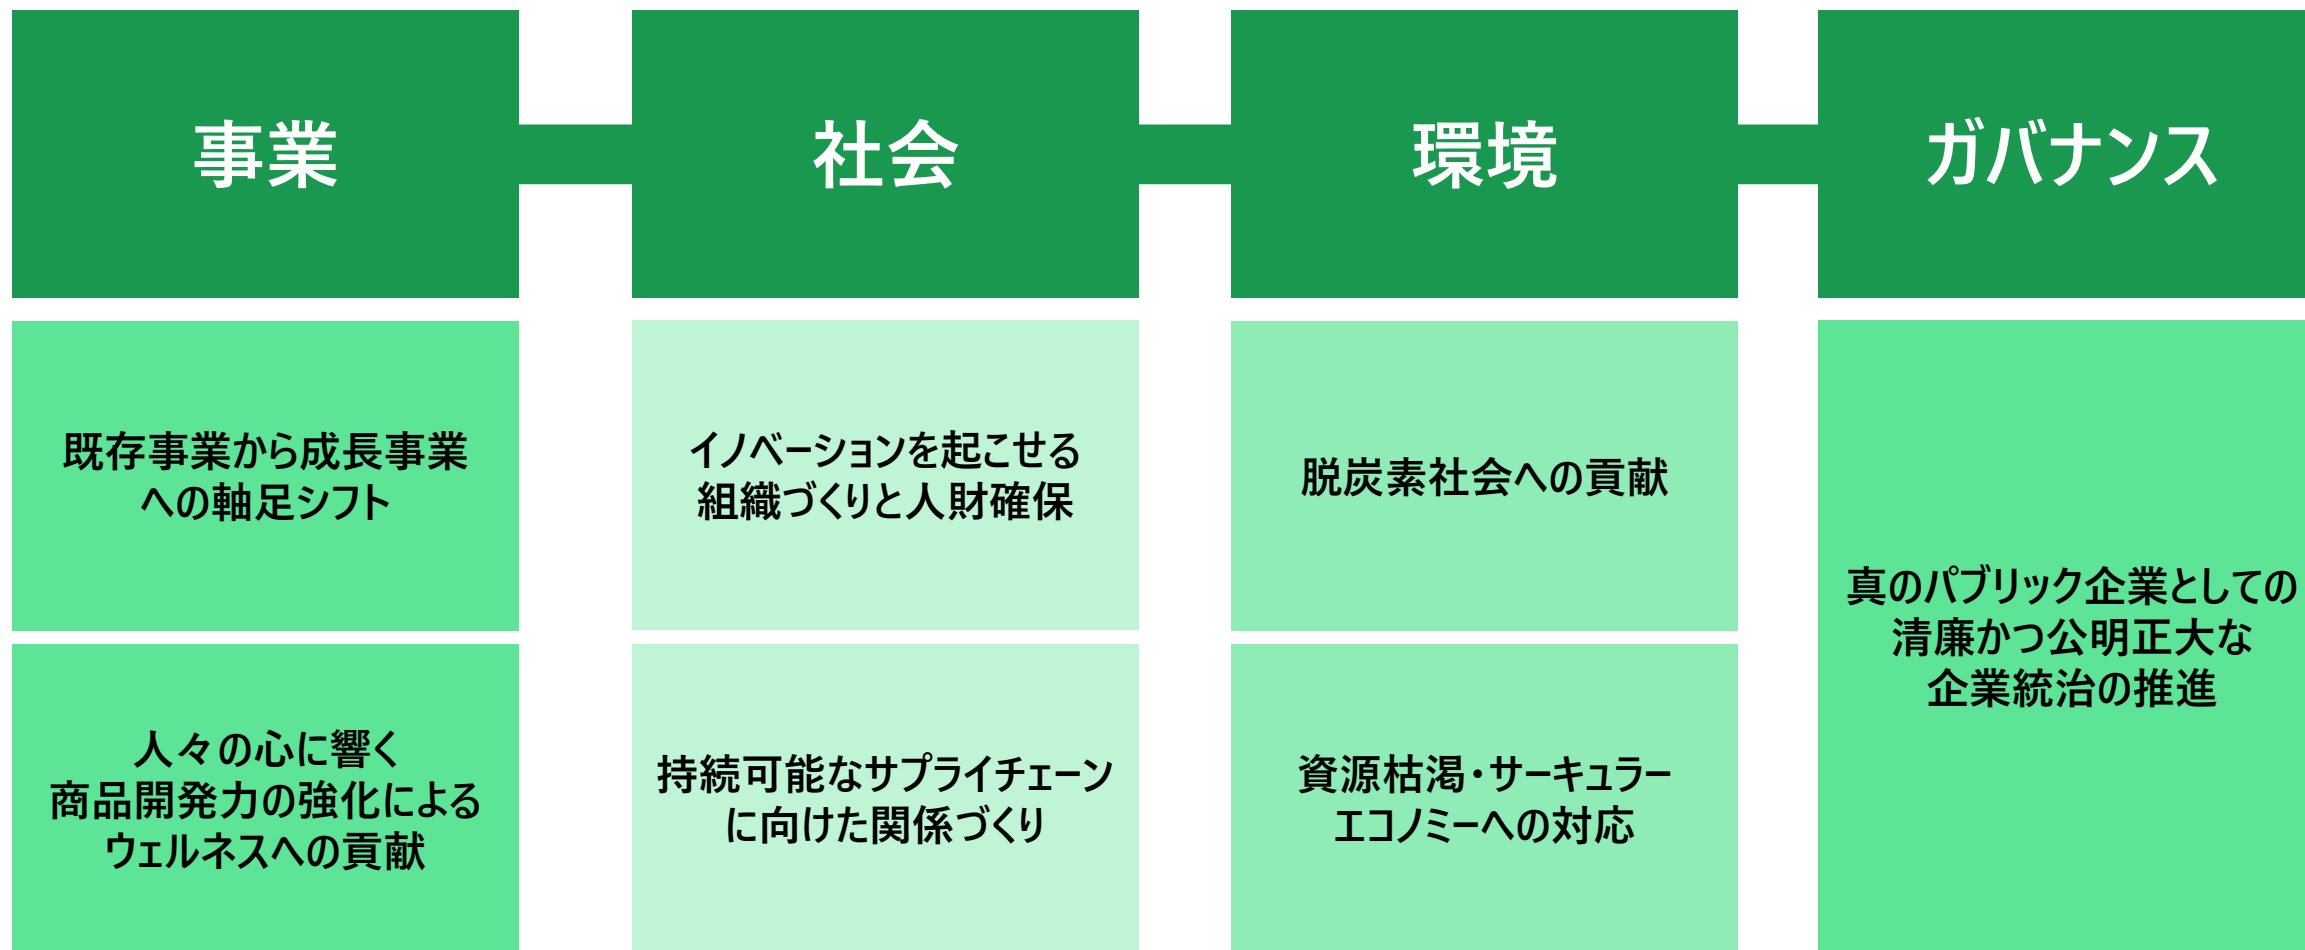 事業
社会
環境
ガバナンス
既存事業から成長事業
への軸足シフト
イノベーションを起こせる
組織づくりと人財確保
脱炭素社会への貢献
真のパブリック企業としての
清廉かつ公明正大な
企業統治の推進
人々の心に響く
商品開発力の強化による
ウェルネスへの貢献
持続可能なサプライチェーン
に向けた関係づくり
資源枯渇・サーキュラー
エコノミーへの対応